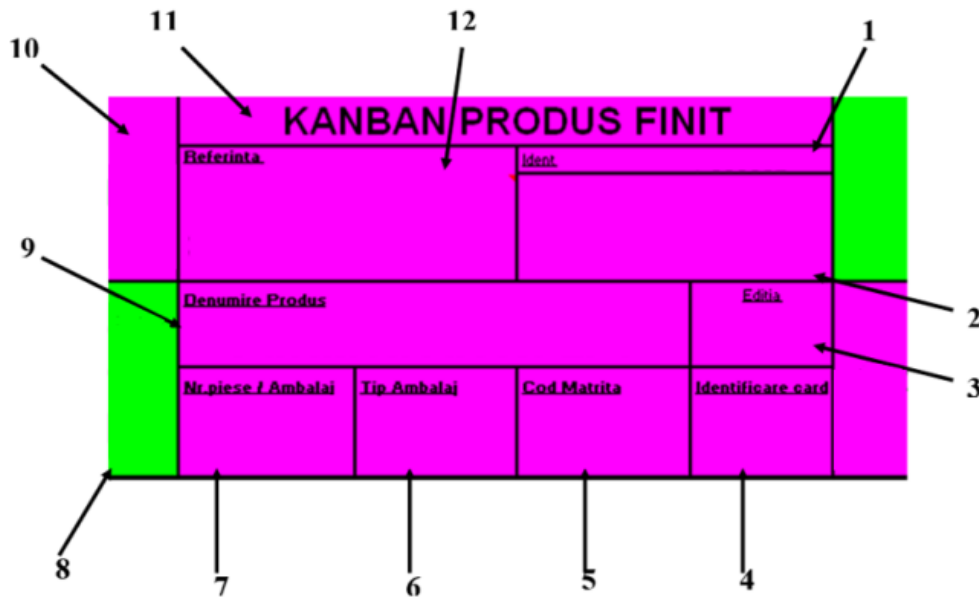 10
11
12
1
KANBAN PRODUS FINIT
Referinta
Ident
9
Denumire Produs
Editia
2
3
Nr.piese / Ambalaj
Tip Ambalaj
Cod Matrita
Identificare card
8
7
6
5
4